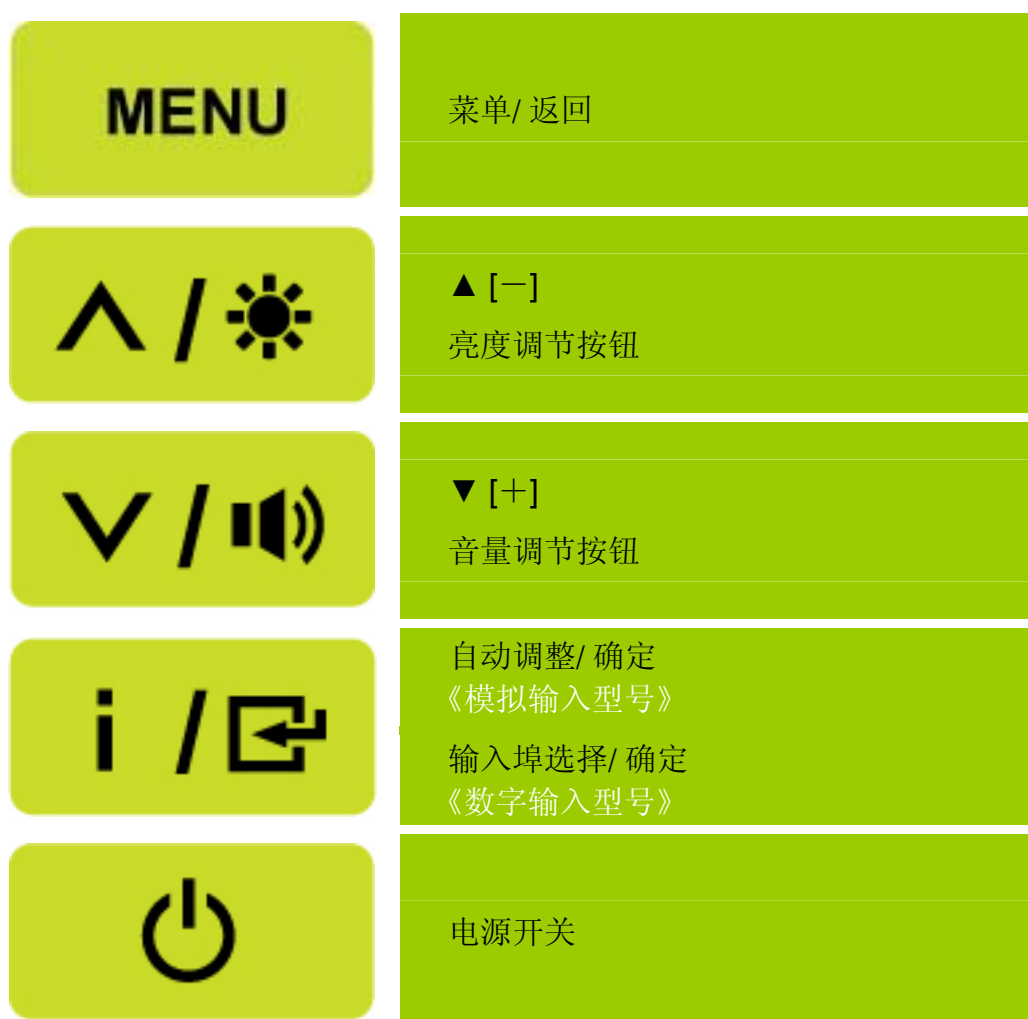 MENU
菜单/ 返回
/
▲ [－]
亮度调节按钮
/
▼ [＋]
音量调节按钮
i /
自动调整/ 确定
《模拟输入型号》
输入埠选择/ 确定
《数字输入型号》
电源开关